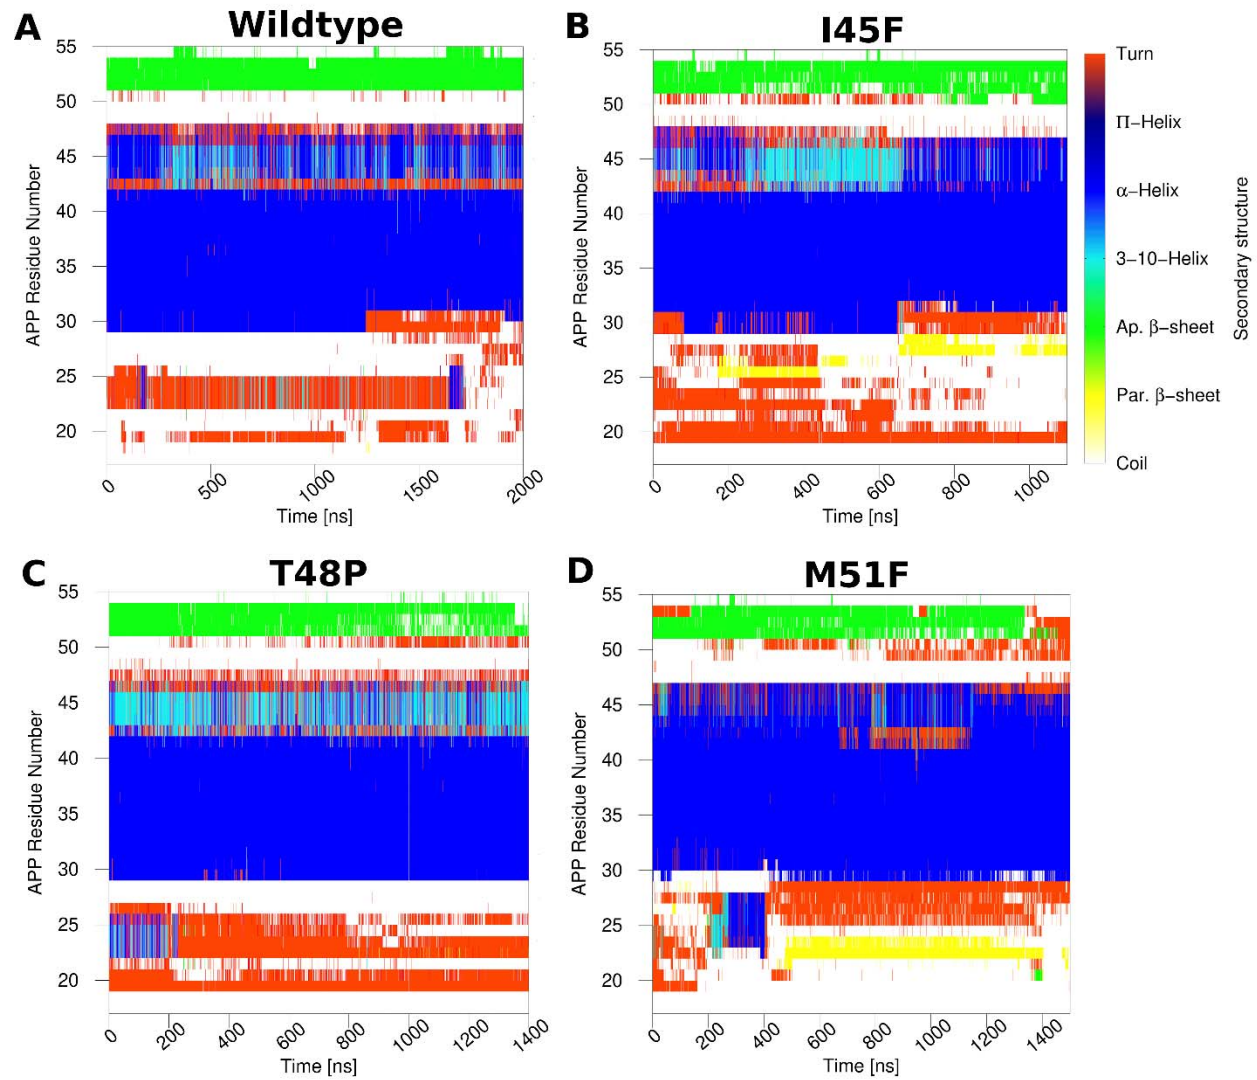 A
Wildtype
55
50
45
40
35
30
25
20
APP Residue Number
0
500
1000
1500
2000
Time [ns]
B
I45F
55
50
45
40
35
30
25
20
APP Residue Number
0
200
400
600
800
1000
Time [ns]
Turn
Π−Helix
α−Helix
3−10−Helix
Ap. β−sheet
Par. β−sheet
Coil
Secondary structure
C
T48P
55
50
45
40
35
30
25
20
APP Residue Number
0
200
400
600
800
1000
1200
1400
Time [ns]
D
M51F
55
50
45
40
35
30
25
20
APP Residue Number
0
200
400
600
800
1000
1200
1400
Time [ns]